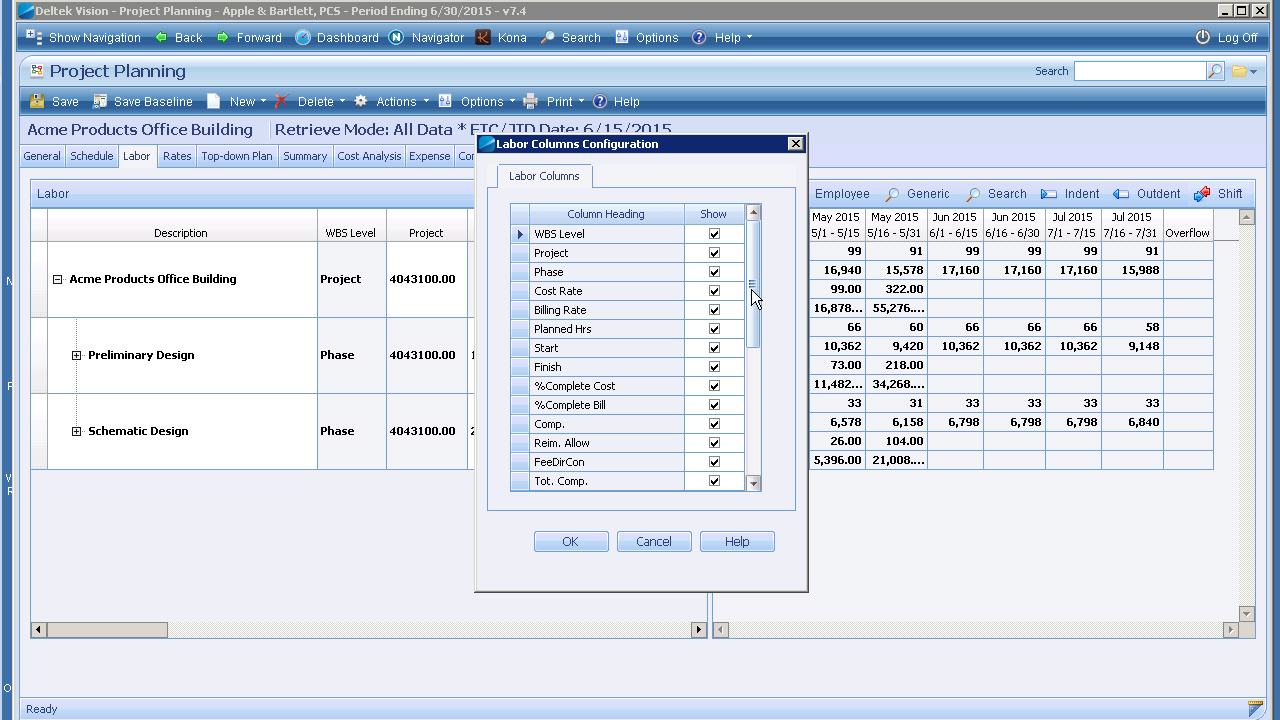 Deltek Vision - Project Planning - Apple & Bartlett, PCS - Period Ending 6/30/2015 - v7.4
Show Navigation Back Forward Dashboard Navigator Kona Search Options Help Log Off
Project Planning Search
Save Save Baseline New Delete Actions Options Print Help
Acme Products Office Building Retrieve Mode: All Data * ETC/JTD Date: 6/15/2015
General Schedule Labor Rates Top-down Plan Summary Cost Analysis Expense
Labor Employee Generic Search Indent Outdent Shift
Description WBS Level Project
May 2015 May 2015 Jun 2015 Jun 2015 Jul 2015 Jul 2015
5/1 - 5/15 5/16 - 5/31 6/1 - 6/15 6/16 - 6/30 7/1 - 7/15 7/16 - 7/31 Overflow
Acme Products Office Building Project 4043100.00
99 91 99 99 99 91
16,940 15,578 17,160 17,160 17,160 15,988
99.00 322.00
16,878... 55,276....
Preliminary Design Phase 4043100.00
66 60 66 66 66 58
10,362 9,420 10,362 10,362 10,362 9,148
73.00 218.00
11,482... 34,268....
Schematic Design Phase 4043100.00
33 31 33 33 33 33
6,578 6,158 6,798 6,798 6,798 6,840
26.00 104.00
5,396.00 21,008....
Labor Columns Configuration
Labor Columns
Column Heading Show
WBS Level
Project
Phase
Cost Rate
Billing Rate
Planned Hrs
Start
Finish
%Complete Cost
%Complete Bill
Comp.
Reim. Allow
FeeDirCon
Tot. Comp.
OK Cancel Help
Ready